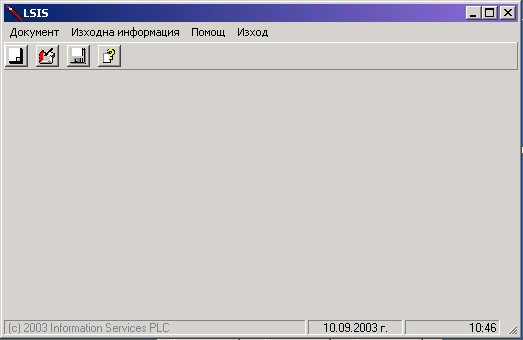 LSIS
Документ Изходна информация Помощ Изход
(c) 2003 Information Services PLC 10.09.2003 г. 10:46